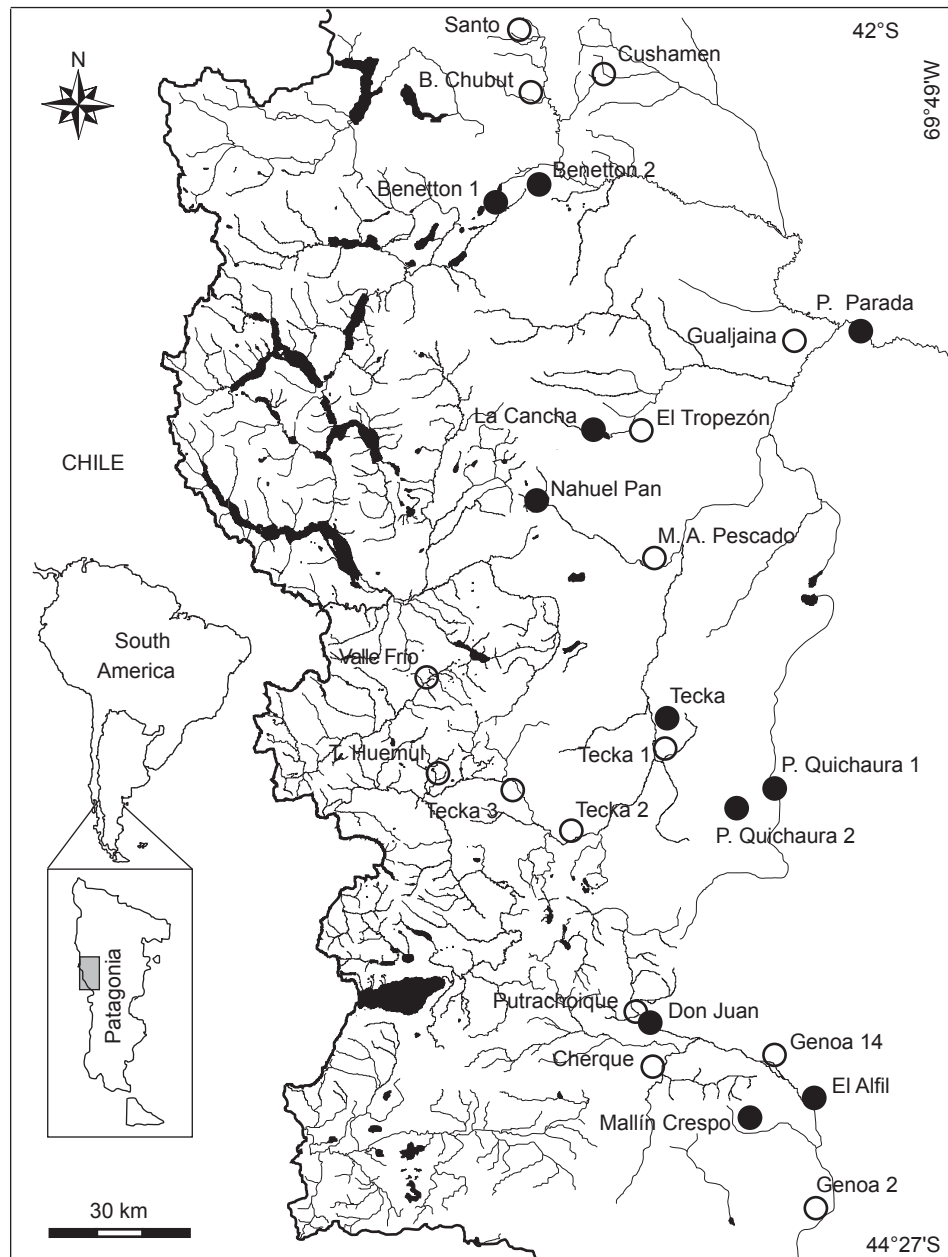 Santo
42°S
Cushamen
N
B. Chubut
69°49'W
Benetton 2
Benetton 1
P. Parada
Gualjaina
La Cancha
El Tropezón
CHILE
Nahuel Pan
M. A. Pescado
South
America
Valle Frío
Tecka
Tecka 1
T. Huemul
P. Quichaura 1
Tecka 3
Tecka 2
P. Quichaura 2
Patagonia
Putrachoique
Don Juan
Genoa 14
Cherque
El Alfil
Mallín Crespo
Genoa 2
30 km
44°27'S